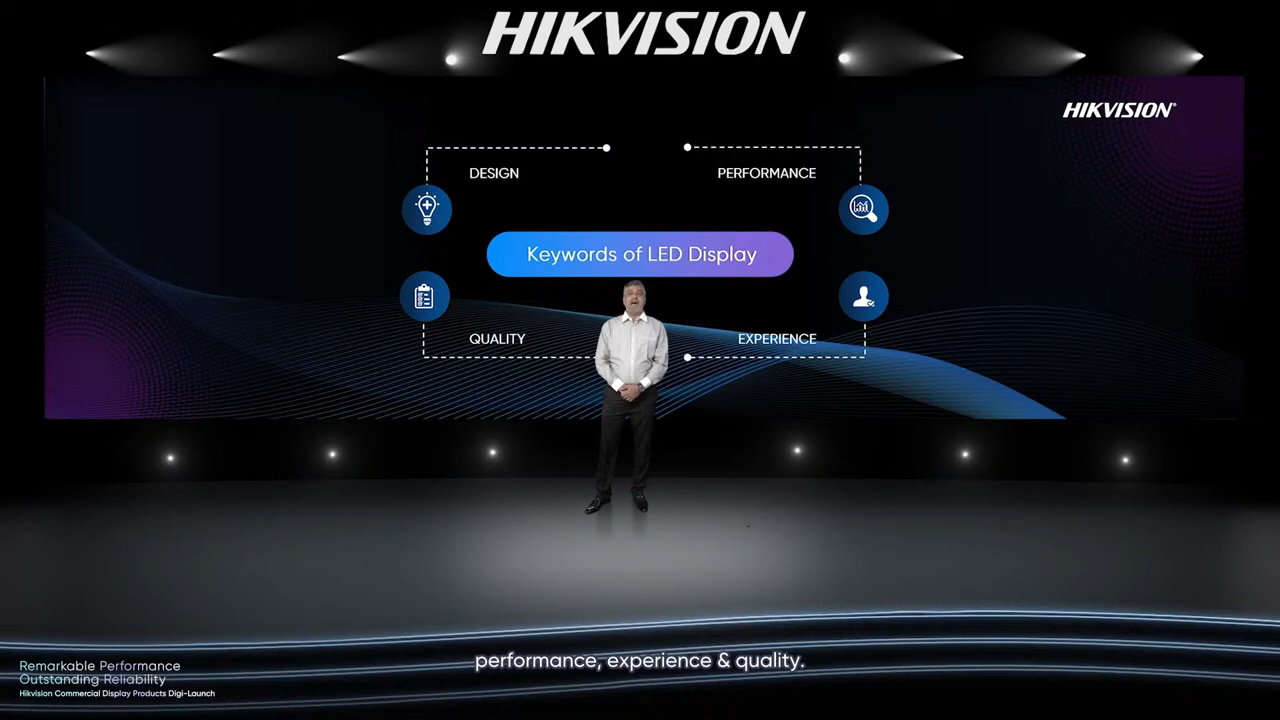 HIKVISION
HIKVISION®
DESIGN
PERFORMANCE
Keywords of LED Display
QUALITY
EXPERIENCE
performance, experience & quality.
Remarkable Performance
Outstanding Reliability
Hikvision Commercial Display Products Digi-Launch